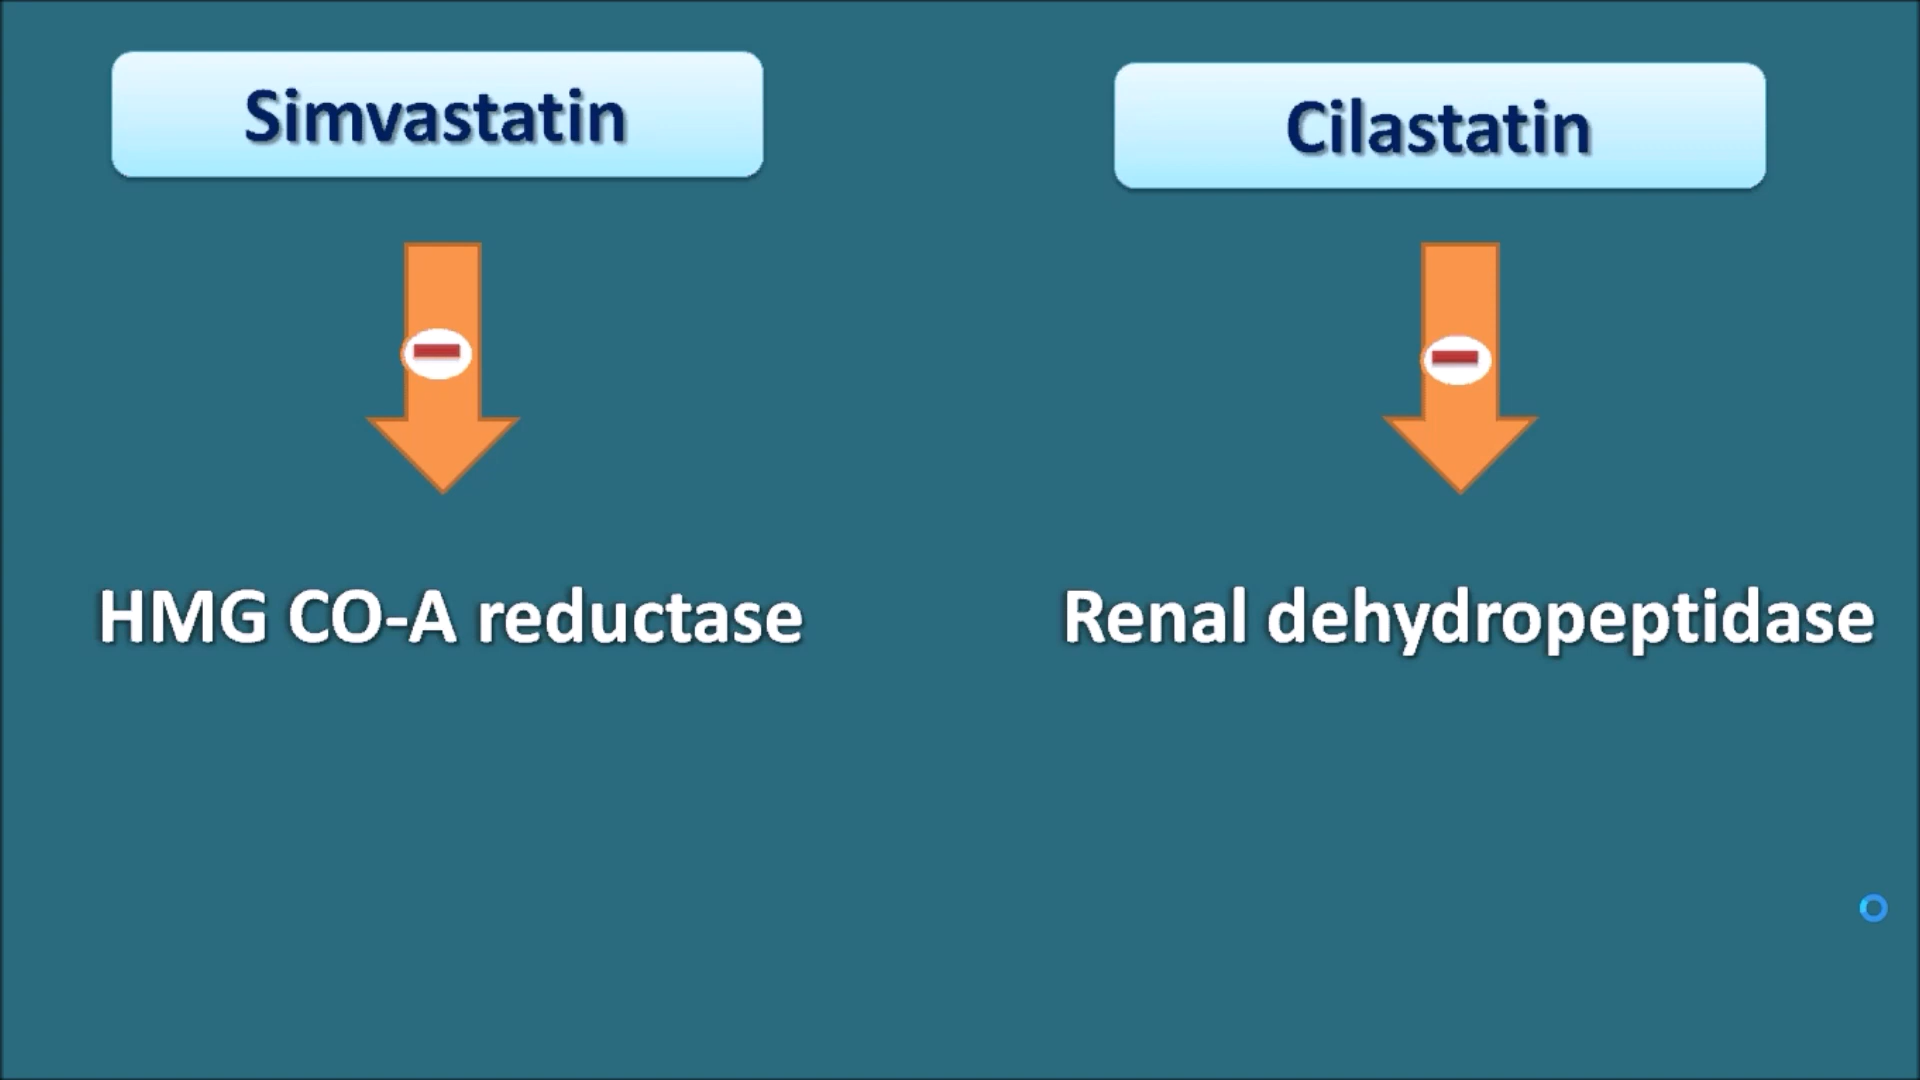 Simvastatin
Cilastatin
HMG CO-A reductase
Renal dehydropeptidase